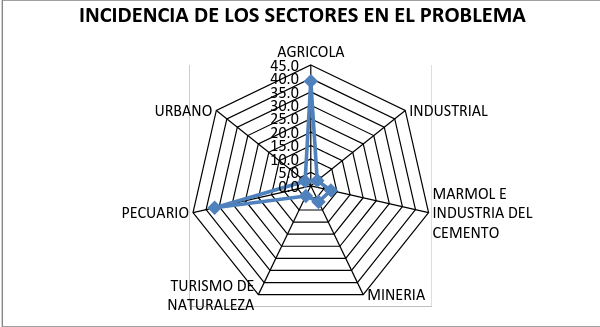 INCIDENCIA DE LOS SECTORES EN EL PROBLEMA
AGRICOLA
45.0
40.0
35.0
30.0
25.0
20.0
15.0
10.0
5.0
0.0
URBANO
INDUSTRIAL
PECUARIO
MARMOL E
INDUSTRIA DEL
CEMENTO
TURISMO DE
NATURALEZA
MINERIA